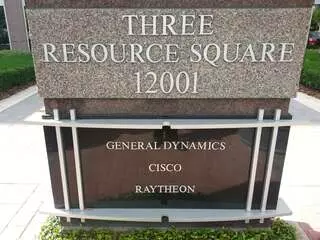 THREE
RESOURCE SQUARE
12001
GENERAL DYNAMICS
CISCO
RAYTHEON